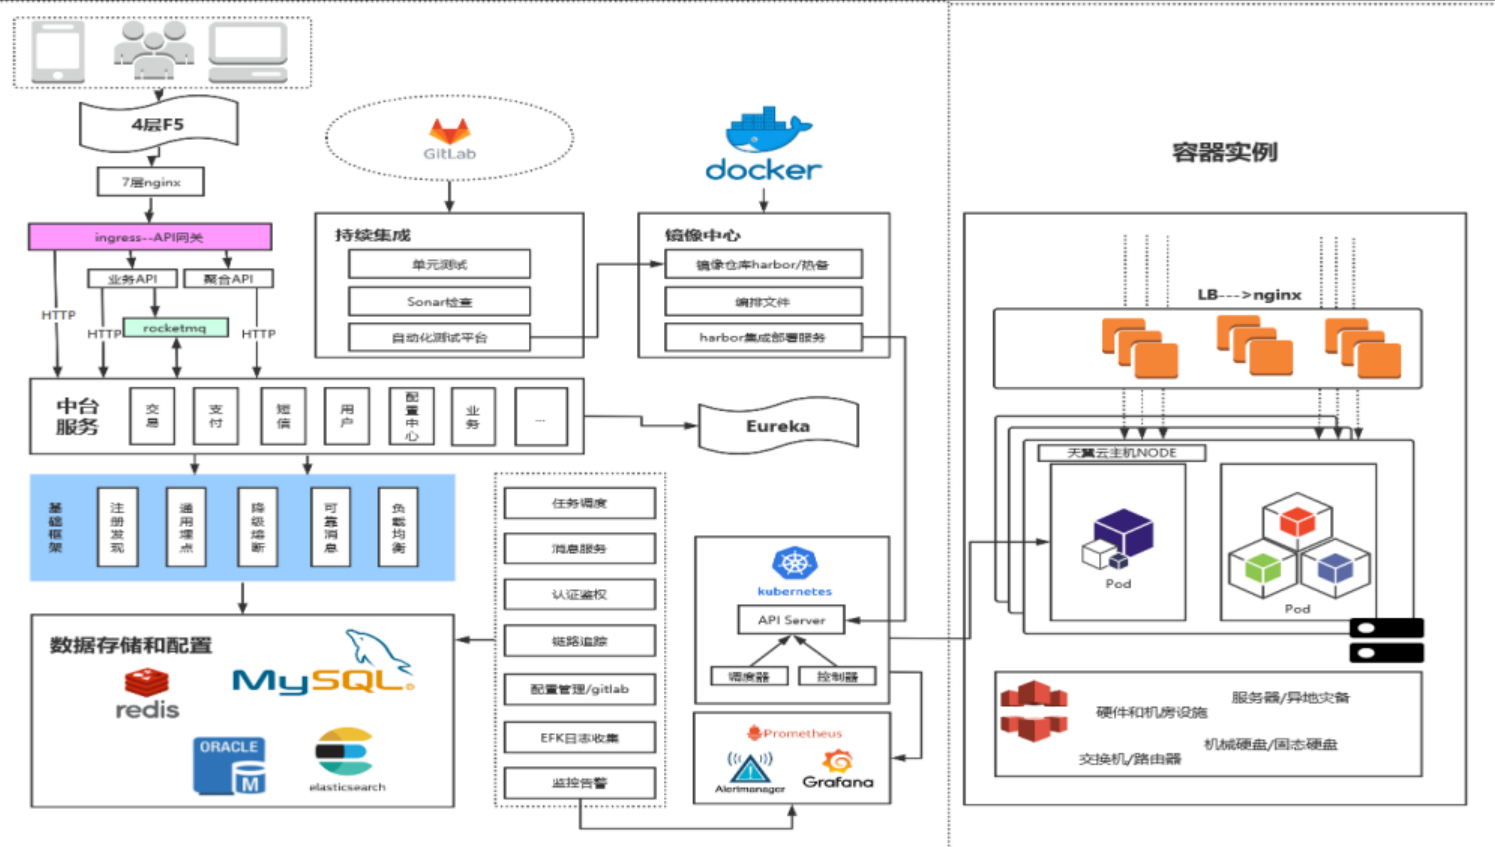 4层F5
7层nginx
ingress--API网关
业务API
聚合API
HTTP
HTTP
HTTP
rocketmq
中台
服务
交易
支付
短信
用户
配置中心
业务
...
Eureka
基础框架
注册发现
通用埋点
降级熔断
可靠消息
负载均衡
数据存储和配置
redis
MySQL
ORACLE
M
elasticsearch
GitLab
持续集成
单元测试
Sonar检查
自动化测试平台
docker
镜像中心
镜像仓库harbor/热备
编排文件
harbor集成部署服务
任务调度
消息服务
认证鉴权
链路追踪
配置管理/gitlab
EFK日志收集
监控告警
kubernetes
API Server
调度器
控制器
Prometheus
Alertmanager
Grafana
容器实例
LB--->nginx
天翼云主机NODE
Pod
Pod
硬件和机房设施
服务器/异地灾备
机械硬盘/固态硬盘
交换机/路由器